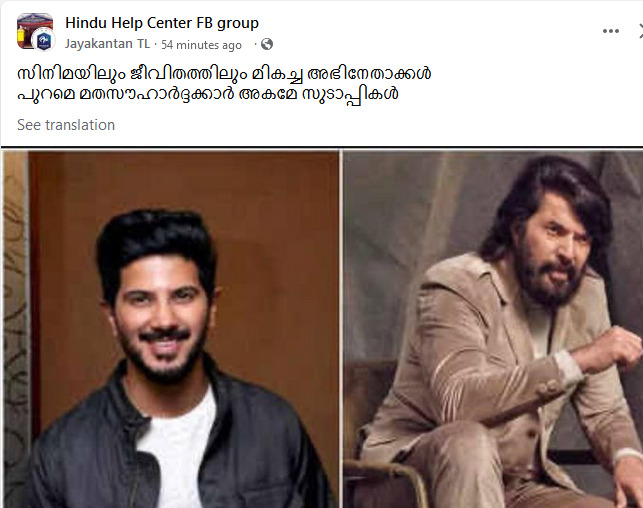 Hindu Help Center FB group
Jayakantan TL · 54 minutes ago ·
സിനിമയിലും ജീവിതത്തിലും മികച്ച അഭിനേതാക്കൾ
പുറമെ മതസൗഹാർദ്ദക്കാർ അകമേ സുടാപ്പികൾ
See translation